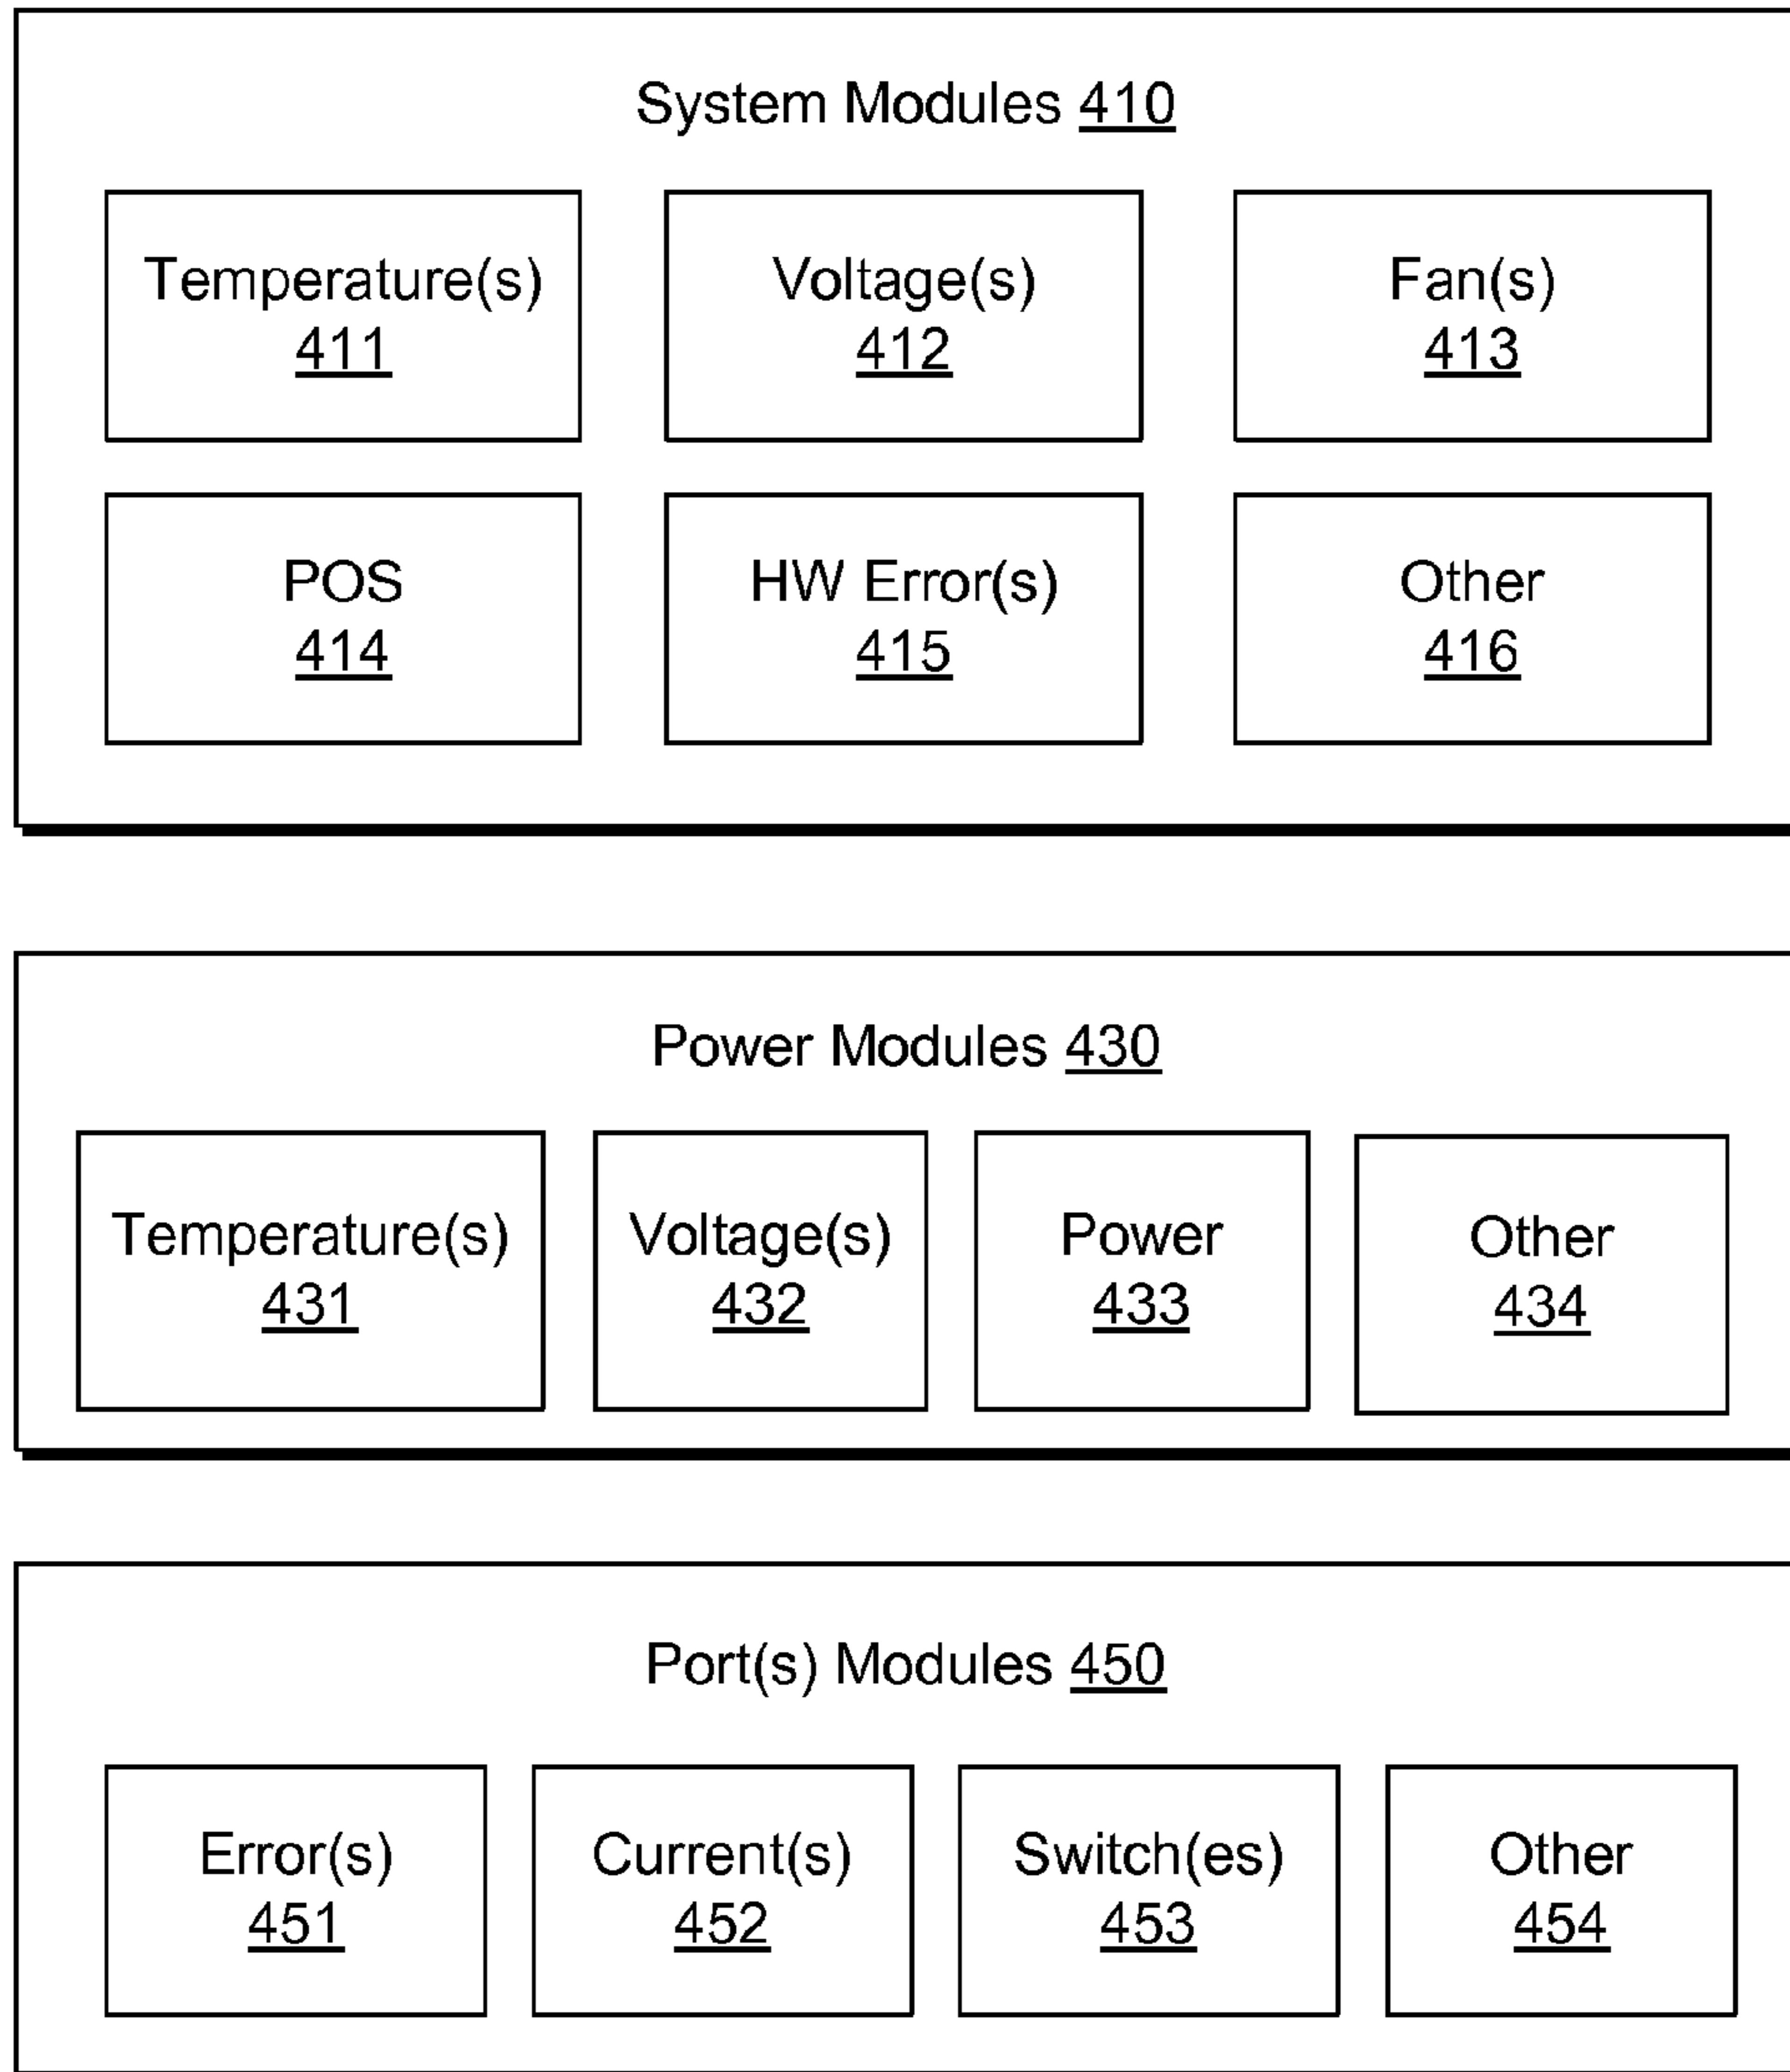 System Modules 410
Temperature(s)
411
Voltage(s)
412
Fan(s)
413
POS
414
HW Error(s)
415
Other
416
Power Modules 430
Temperature(s)
431
Voltage(s)
432
Power
433
Other
434
Port(s) Modules 450
Error(s)
451
Current(s)
452
Switch(es)
453
Other
454